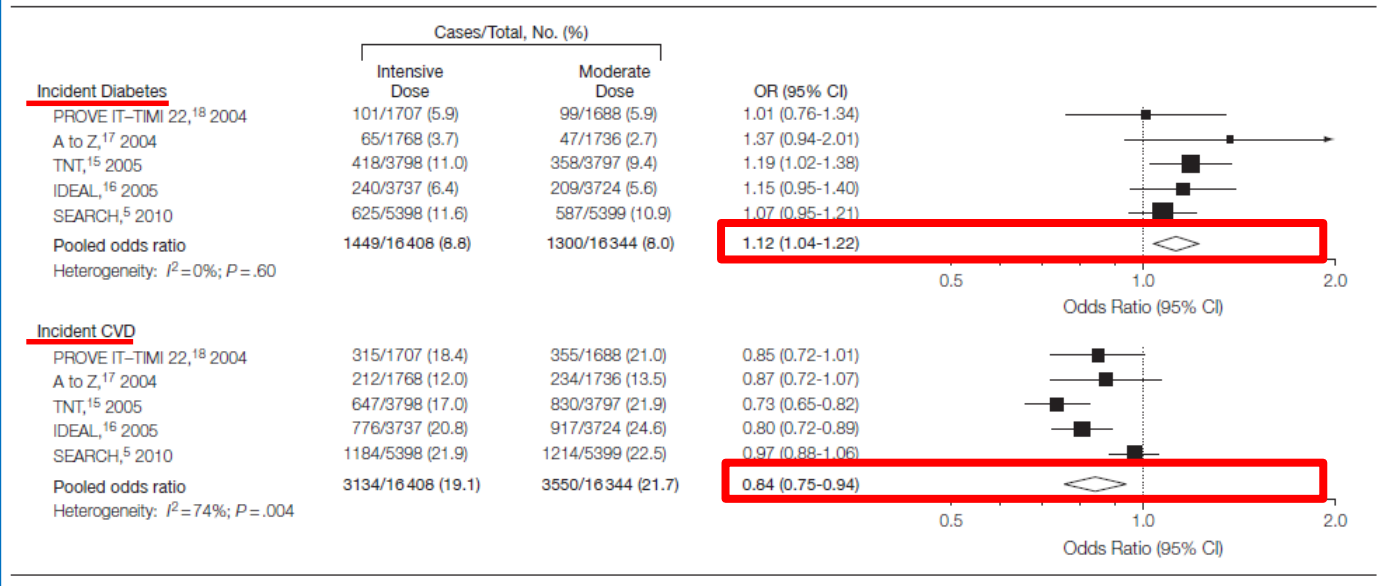 Cases/Total, No. (%)
Intensive Dose Moderate Dose
Incident Diabetes OR (95% CI)
PROVE IT–TIMI 22,18 2004 101/1707 (5.9) 99/1688 (5.9) 1.01 (0.76-1.34)
A to Z,17 2004 65/1768 (3.7) 47/1736 (2.7) 1.37 (0.94-2.01)
TNT,15 2005 418/3798 (11.0) 358/3797 (9.4) 1.19 (1.02-1.38)
IDEAL,16 2005 240/3737 (6.4) 209/3724 (5.6) 1.15 (0.95-1.40)
SEARCH,5 2010 625/5398 (11.6) 587/5399 (10.9) 1.07 (0.95-1.21)
Pooled odds ratio 1449/16 408 (8.8) 1300/16 344 (8.0) 1.12 (1.04-1.22)
Heterogeneity: I2=0%; P=.60
0.5 1.0 2.0
Odds Ratio (95% CI)
Incident CVD
PROVE IT–TIMI 22,18 2004 315/1707 (18.4) 355/1688 (21.0) 0.85 (0.72-1.01)
A to Z,17 2004 212/1768 (12.0) 234/1736 (13.5) 0.87 (0.72-1.07)
TNT,15 2005 647/3798 (17.0) 830/3797 (21.9) 0.73 (0.65-0.82)
IDEAL,16 2005 776/3737 (20.8) 917/3724 (24.6) 0.80 (0.72-0.89)
SEARCH,5 2010 1184/5398 (21.9) 1214/5399 (22.5) 0.97 (0.88-1.06)
Pooled odds ratio 3134/16 408 (19.1) 3550/16 344 (21.7) 0.84 (0.75-0.94)
Heterogeneity: I2=74%; P=.004
0.5 1.0 2.0
Odds Ratio (95% CI)